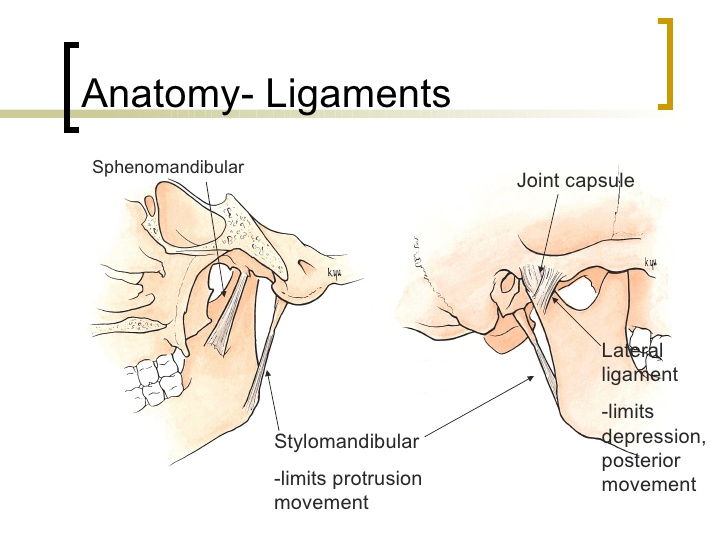 Anatomy- Ligaments
Sphenomandibular
Joint capsule
Lateral
ligament
-limits
depression,
posterior
movement
Stylomandibular
-limits protrusion
movement